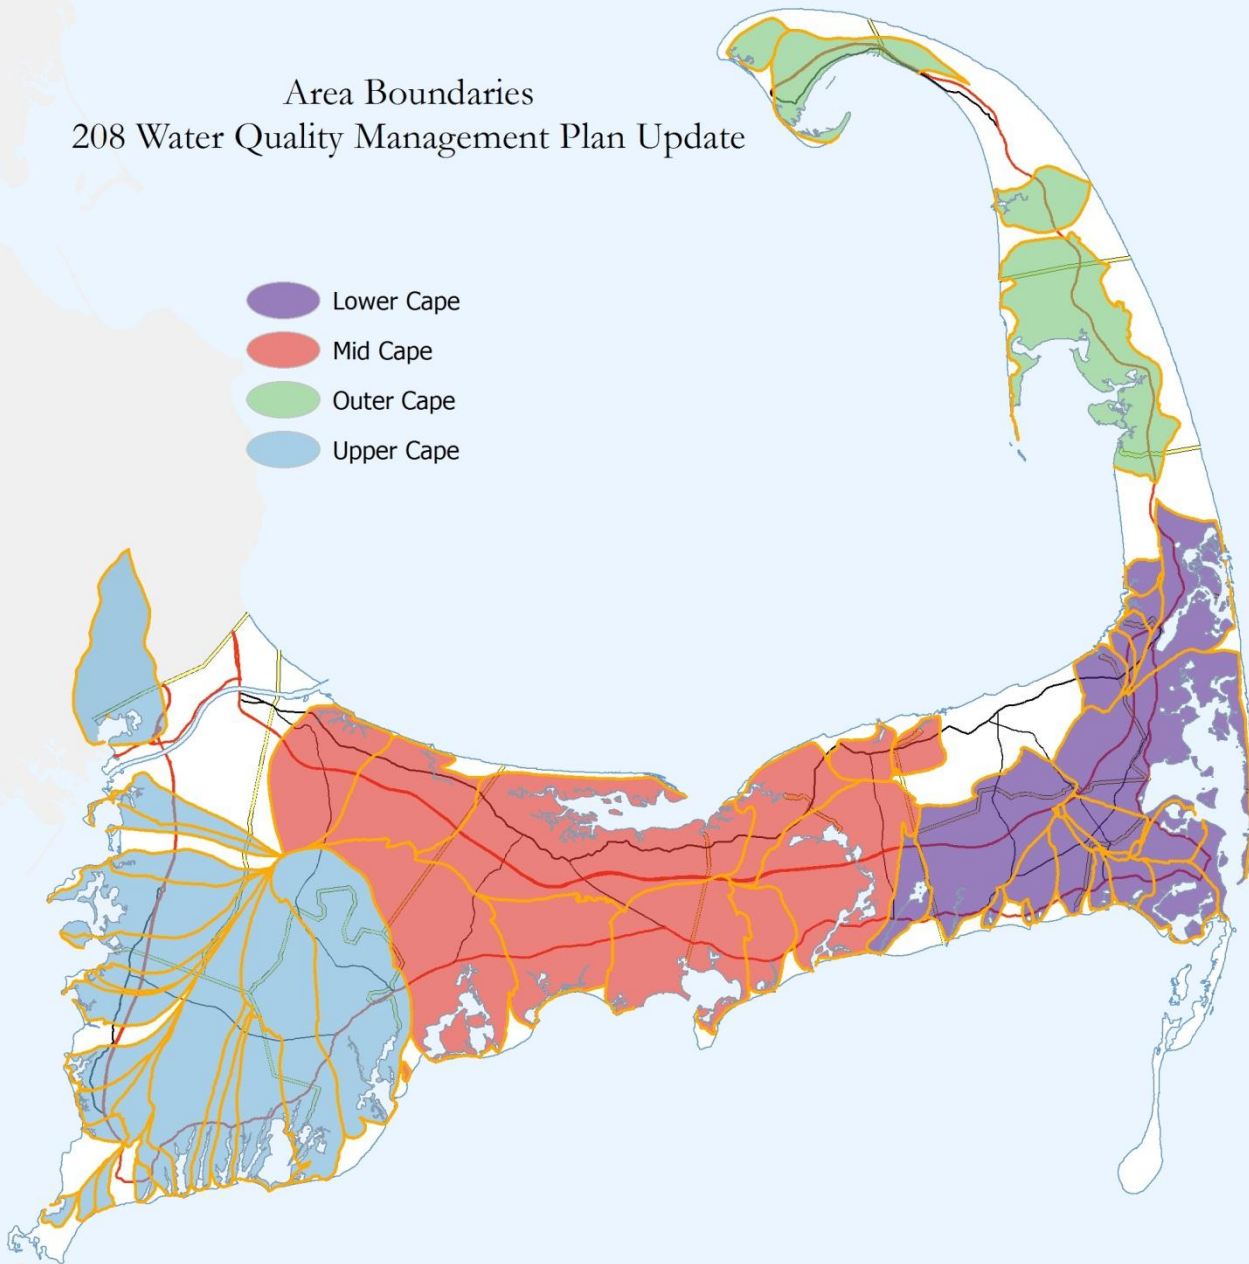 Area Boundaries
208 Water Quality Management Plan Update
Lower Cape
Mid Cape
Outer Cape
Upper Cape